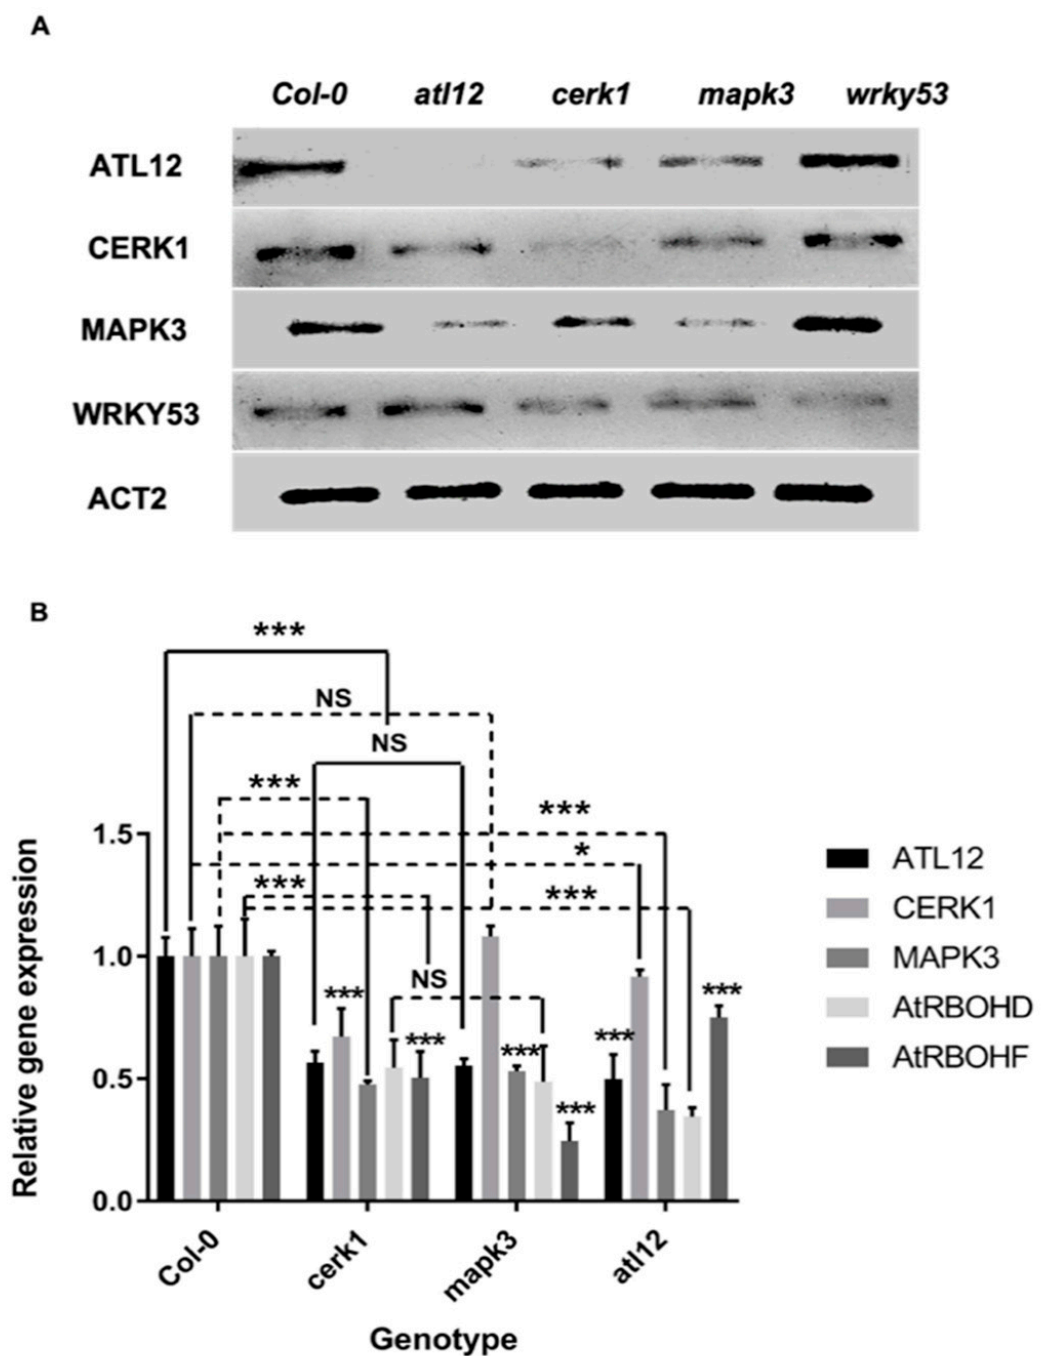 A
Col-0 atl12 cerk1 mapk3 wrky53
ATL12
CERK1
MAPK3
WRKY53
ACT2
B
***
NS
NS
***
***
*
***
***
NS
***
***
***
***
***
***
Relative gene expression
1.5
1.0
0.5
0.0
Col-0 cerk1 mapk3 atl12
Genotype
ATL12
CERK1
MAPK3
AtRBOHD
AtRBOHF